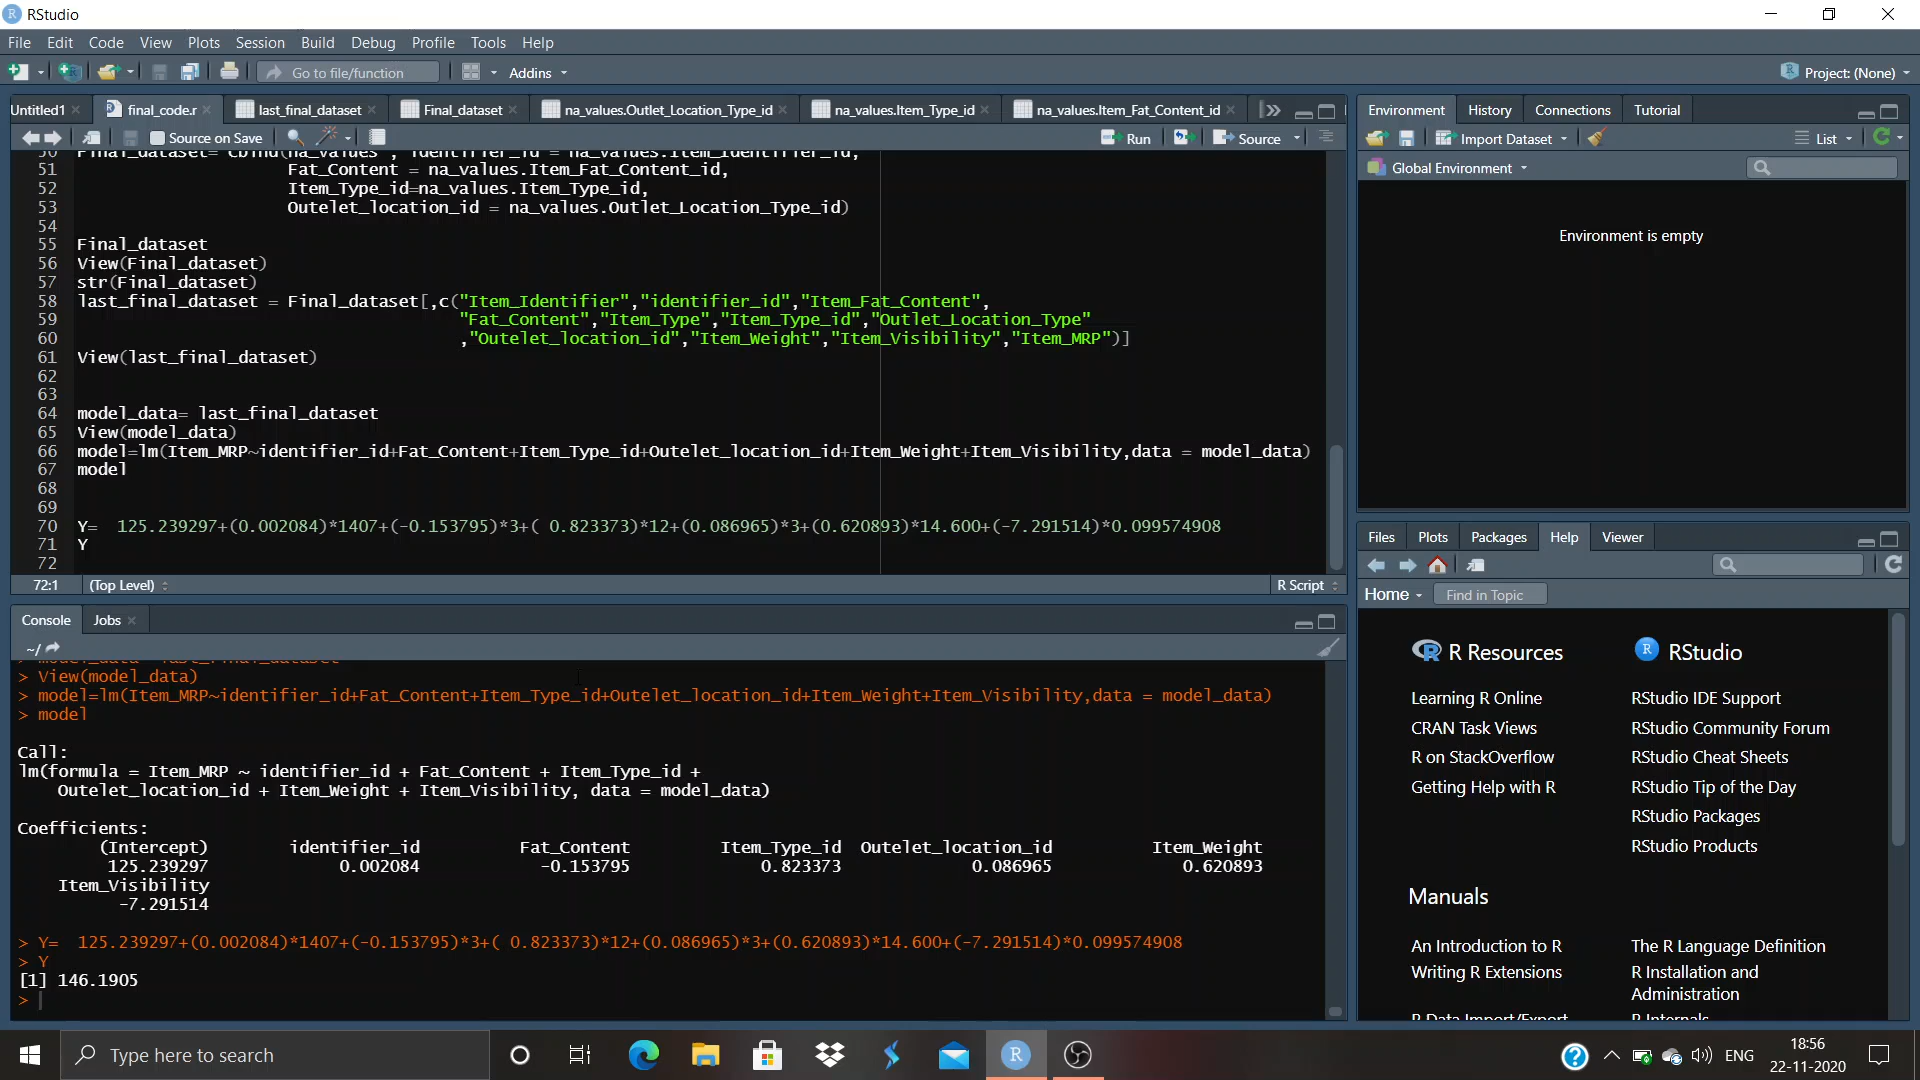 RStudio
File Edit Code View Plots Session Build Debug Profile Tools Help
Go to file/function Addins Project: (None)
Untitled1 final_code.r last_final_dataset Final_dataset na_values.Outlet_Location_Type_id na_values.Item_Type_id na_values.Item_Fat_Content_id
Source on Save Run Source
50 Final_dataset= cbind(na_values , identifier_id = na_values.Item_Identifier_id,
51 Fat_Content = na_values.Item_Fat_Content_id,
52 Item_Type_id=na_values.Item_Type_id,
53 Outelet_location_id = na_values.Outlet_Location_Type_id)
54
55 Final_dataset
56 View(Final_dataset)
57 str(Final_dataset)
58 last_final_dataset = Final_dataset[,c("Item_Identifier","identifier_id","Item_Fat_Content",
59 "Fat_Content","Item_Type","Item_Type_id","Outlet_Location_Type"
60 ,"Outelet_location_id","Item_Weight","Item_Visibility","Item_MRP")]
61 View(last_final_dataset)
62
63
64 model_data= last_final_dataset
65 View(model_data)
66 model=lm(Item_MRP~identifier_id+Fat_Content+Item_Type_id+Outelet_location_id+Item_Weight+Item_Visibility,data = model_data)
67 model
68
69
70 Y= 125.239297+(0.002084)*1407+(-0.153795)*3+( 0.823373)*12+(0.086965)*3+(0.620893)*14.600+(-7.291514)*0.099574908
71 Y
72
72:1 (Top Level) R Script
Console Jobs
~/
> model_data= last_final_dataset
> View(model_data)
> model=lm(Item_MRP~identifier_id+Fat_Content+Item_Type_id+Outelet_location_id+Item_Weight+Item_Visibility,data = model_data)
> model
Call:
lm(formula = Item_MRP ~ identifier_id + Fat_Content + Item_Type_id +
Outelet_location_id + Item_Weight + Item_Visibility, data = model_data)
Coefficients:
(Intercept) identifier_id Fat_Content Item_Type_id Outelet_location_id Item_Weight
125.239297 0.002084 -0.153795 0.823373 0.086965 0.620893
Item_Visibility
-7.291514
> Y= 125.239297+(0.002084)*1407+(-0.153795)*3+( 0.823373)*12+(0.086965)*3+(0.620893)*14.600+(-7.291514)*0.099574908
> Y
[1] 146.1905
>
Environment History Connections Tutorial
Import Dataset List
Global Environment
Environment is empty
Files Plots Packages Help Viewer
Home Find in Topic
R Resources
Learning R Online
CRAN Task Views
R on StackOverflow
Getting Help with R
RStudio
RStudio IDE Support
RStudio Community Forum
RStudio Cheat Sheets
RStudio Tip of the Day
RStudio Packages
RStudio Products
Manuals
An Introduction to R
Writing R Extensions
R Data Import/Export
The R Language Definition
R Installation and
Administration
R Internals
Type here to search
ENG
18:56
22-11-2020